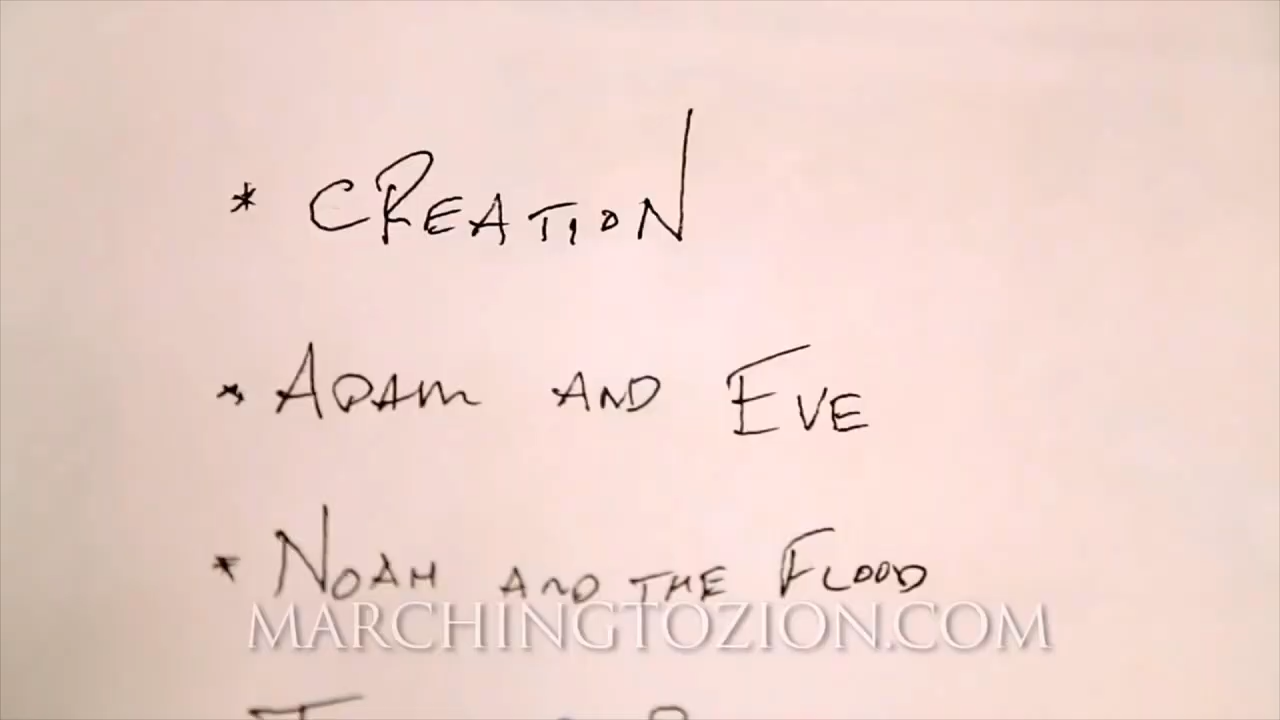 * CREATION
* ADAM AND EVE
* NOAH AND THE FLOOD
MARCHINGTOZION.COM